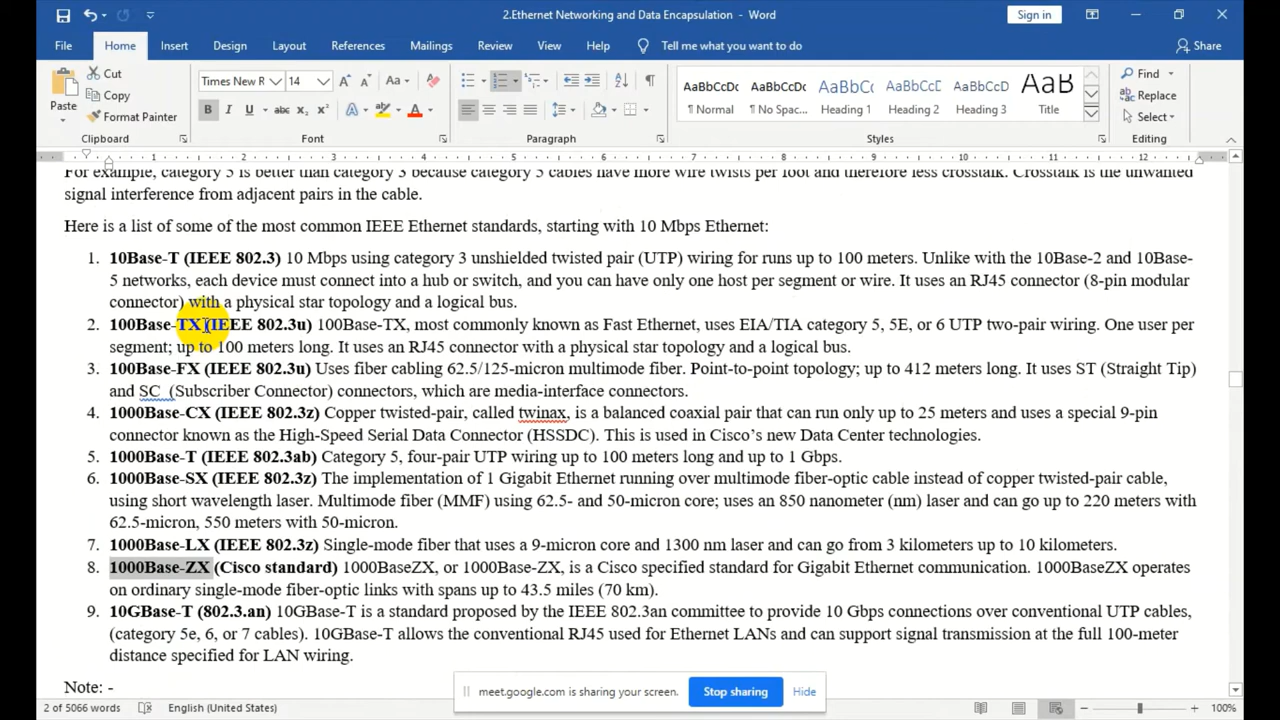 2.Ethernet Networking and Data Encapsulation - Word
Sign in
File Home Insert Design Layout References Mailings Review View Help Tell me what you want to do Share
Paste
Cut
Copy
Format Painter
Times New R 14
Aa
B I U abc x₂ x² A A
AaBbCcDc AaBbCcDc AaBbC AaBbCcC AaBbCcD AaB
¶ Normal ¶ No Spac... Heading 1 Heading 2 Heading 3 Title
Find
Replace
Select
Clipboard Font Paragraph Styles Editing
1 2 3 4 5 6 7 8 9 10 11 12
For example, category 5 is better than category 3 because category 5 cables have more wire twists per foot and therefore less crosstalk. Crosstalk is the unwanted
signal interference from adjacent pairs in the cable.
Here is a list of some of the most common IEEE Ethernet standards, starting with 10 Mbps Ethernet:
1. 10Base-T (IEEE 802.3) 10 Mbps using category 3 unshielded twisted pair (UTP) wiring for runs up to 100 meters. Unlike with the 10Base-2 and 10Base-
5 networks, each device must connect into a hub or switch, and you can have only one host per segment or wire. It uses an RJ45 connector (8-pin modular
connector) with a physical star topology and a logical bus.
2. 100Base-TX (IEEE 802.3u) 100Base-TX, most commonly known as Fast Ethernet, uses EIA/TIA category 5, 5E, or 6 UTP two-pair wiring. One user per
segment; up to 100 meters long. It uses an RJ45 connector with a physical star topology and a logical bus.
3. 100Base-FX (IEEE 802.3u) Uses fiber cabling 62.5/125-micron multimode fiber. Point-to-point topology; up to 412 meters long. It uses ST (Straight Tip)
and SC (Subscriber Connector) connectors, which are media-interface connectors.
4. 1000Base-CX (IEEE 802.3z) Copper twisted-pair, called twinax, is a balanced coaxial pair that can run only up to 25 meters and uses a special 9-pin
connector known as the High-Speed Serial Data Connector (HSSDC). This is used in Cisco’s new Data Center technologies.
5. 1000Base-T (IEEE 802.3ab) Category 5, four-pair UTP wiring up to 100 meters long and up to 1 Gbps.
6. 1000Base-SX (IEEE 802.3z) The implementation of 1 Gigabit Ethernet running over multimode fiber-optic cable instead of copper twisted-pair cable,
using short wavelength laser. Multimode fiber (MMF) using 62.5- and 50-micron core; uses an 850 nanometer (nm) laser and can go up to 220 meters with
62.5-micron, 550 meters with 50-micron.
7. 1000Base-LX (IEEE 802.3z) Single-mode fiber that uses a 9-micron core and 1300 nm laser and can go from 3 kilometers up to 10 kilometers.
8. 1000Base-ZX (Cisco standard) 1000BaseZX, or 1000Base-ZX, is a Cisco specified standard for Gigabit Ethernet communication. 1000BaseZX operates
on ordinary single-mode fiber-optic links with spans up to 43.5 miles (70 km).
9. 10GBase-T (802.3.an) 10GBase-T is a standard proposed by the IEEE 802.3an committee to provide 10 Gbps connections over conventional UTP cables,
(category 5e, 6, or 7 cables). 10GBase-T allows the conventional RJ45 used for Ethernet LANs and can support signal transmission at the full 100-meter
distance specified for LAN wiring.
Note: -
meet.google.com is sharing your screen. Stop sharing Hide
2 of 5066 words English (United States) 100%